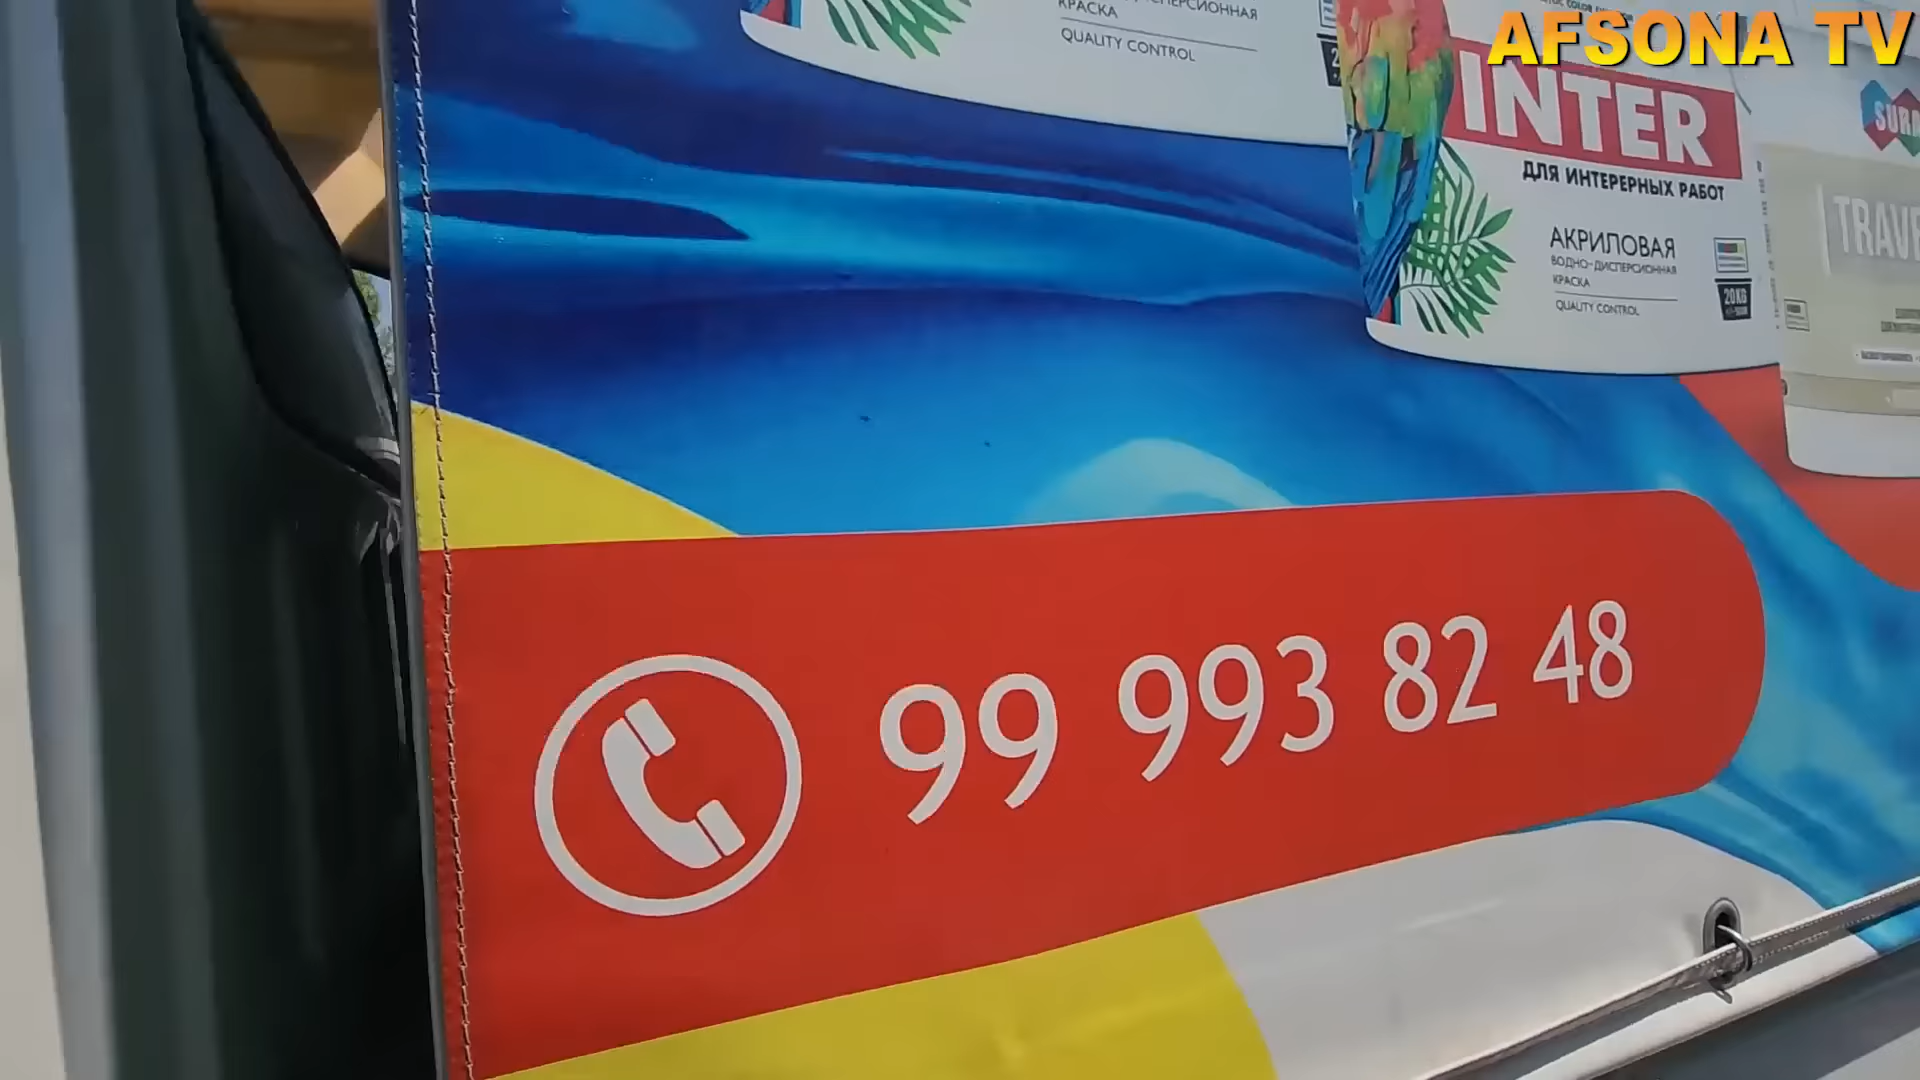 AFSONA TV
КРАСКА
QUALITY CONTROL
INTER
ДЛЯ ИНТЕРЕРНЫХ РАБОТ
АКРИЛОВАЯ
ВОДНО-ДИСПЕРСИОННАЯ
КРАСКА
QUALITY CONTROL
20KG
99 993 82 48